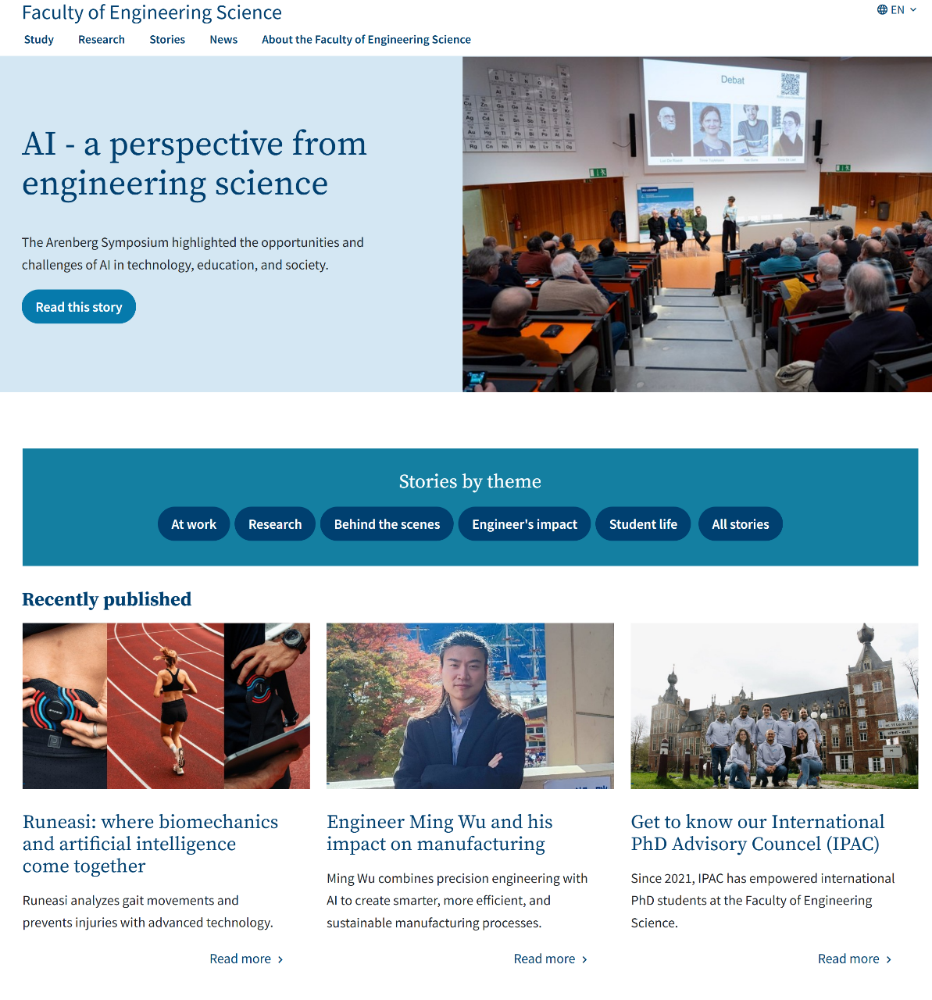 Faculty of Engineering Science
EN
Study Research Stories News About the Faculty of Engineering Science
AI - a perspective from
engineering science
The Arenberg Symposium highlighted the opportunities and
challenges of AI in technology, education, and society.
Read this story
Debat
Stories by theme
At work Research Behind the scenes Engineer's impact Student life All stories
Recently published
Runeasi: where biomechanics
and artificial intelligence
come together
Runeasi analyzes gait movements and
prevents injuries with advanced technology.
Read more
Engineer Ming Wu and his
impact on manufacturing
Ming Wu combines precision engineering with
AI to create smarter, more efficient, and
sustainable manufacturing processes.
Read more
Get to know our International
PhD Advisory Councel (IPAC)
Since 2021, IPAC has empowered international
PhD students at the Faculty of Engineering
Science.
Read more